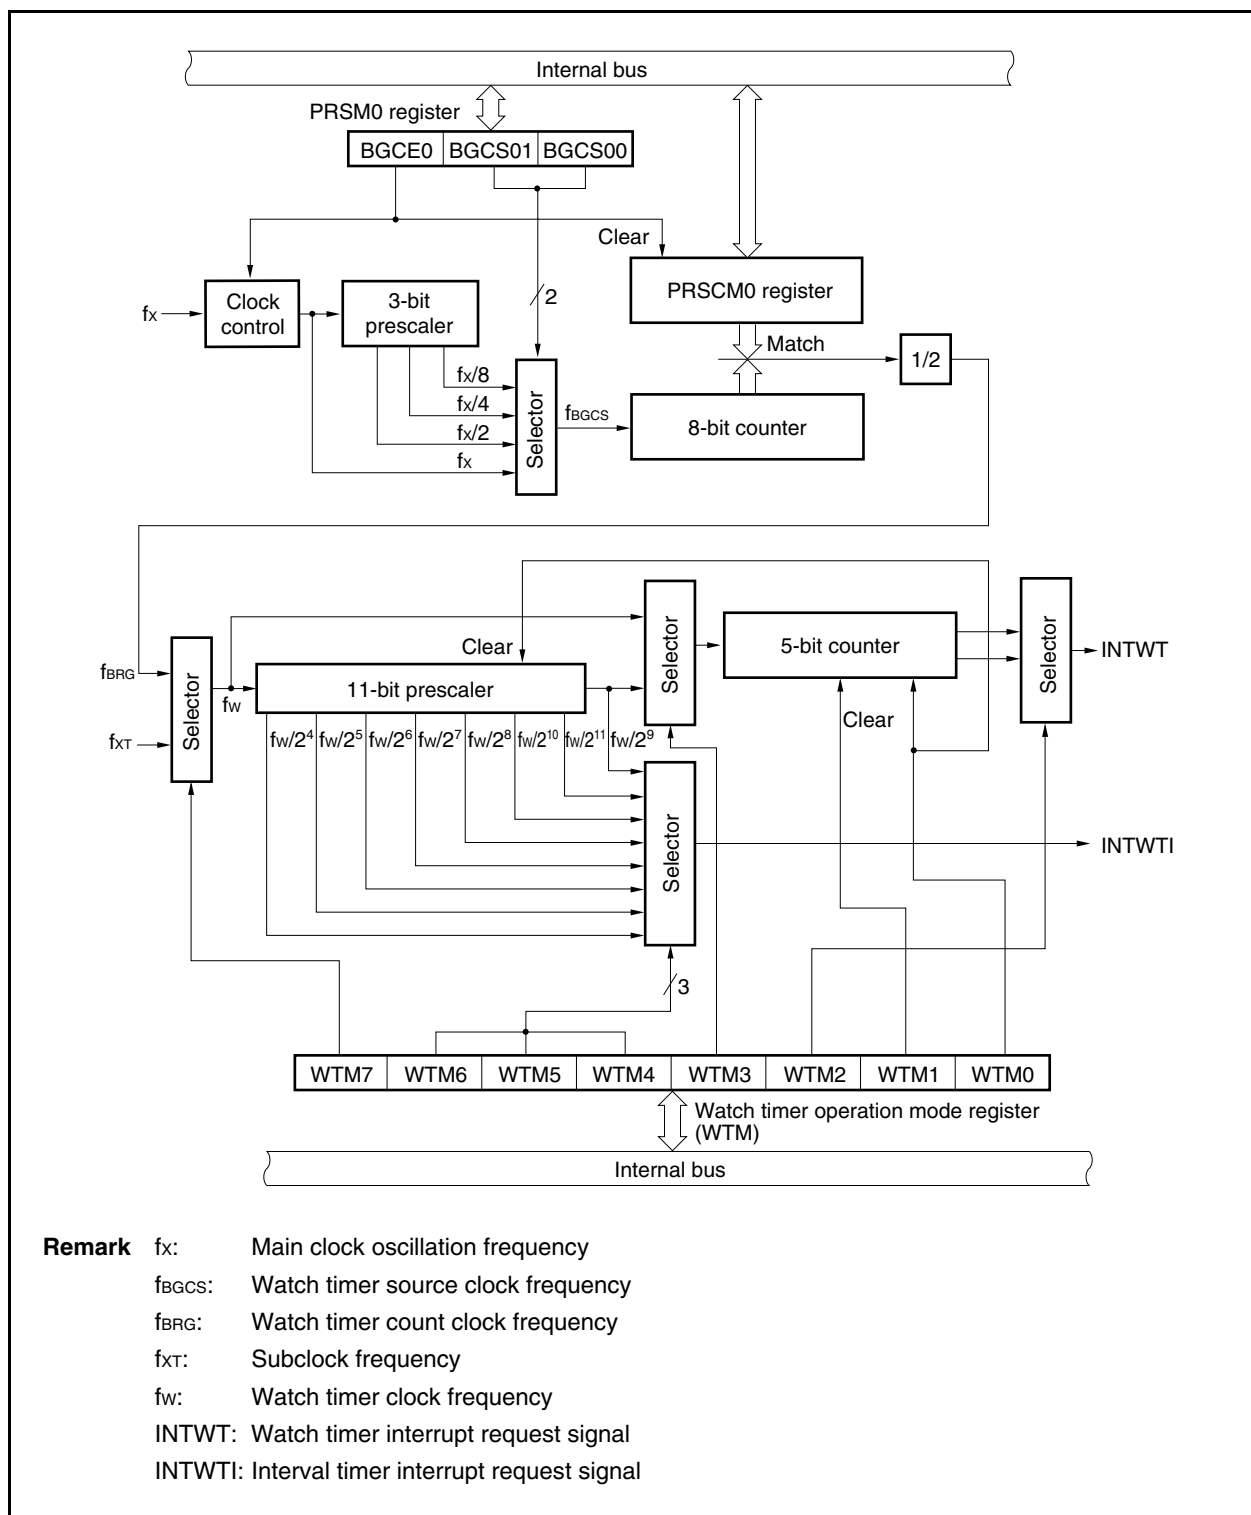 Internal bus
PRSM0 register
BGCE0 BGCS01 BGCS00
Clear
fX
Clock control
3-bit prescaler
2
PRSCM0 register
Match
1/2
fX/8
fX/4
fX/2
fX
Selector
fBGCS
8-bit counter
fBRG
fXT
Selector
fW
Clear
11-bit prescaler
fW/2⁴ fW/2⁵ fW/2⁶ fW/2⁷ fW/2⁸ fW/2¹⁰ fW/2¹¹ fW/2⁹
Selector
5-bit counter
Clear
Selector
INTWT
Selector
INTWTI
3
WTM7 WTM6 WTM5 WTM4 WTM3 WTM2 WTM1 WTM0
Watch timer operation mode register
(WTM)
Internal bus
Remark fX: Main clock oscillation frequency
fBGCS: Watch timer source clock frequency
fBRG: Watch timer count clock frequency
fXT: Subclock frequency
fW: Watch timer clock frequency
INTWT: Watch timer interrupt request signal
INTWTI: Interval timer interrupt request signal